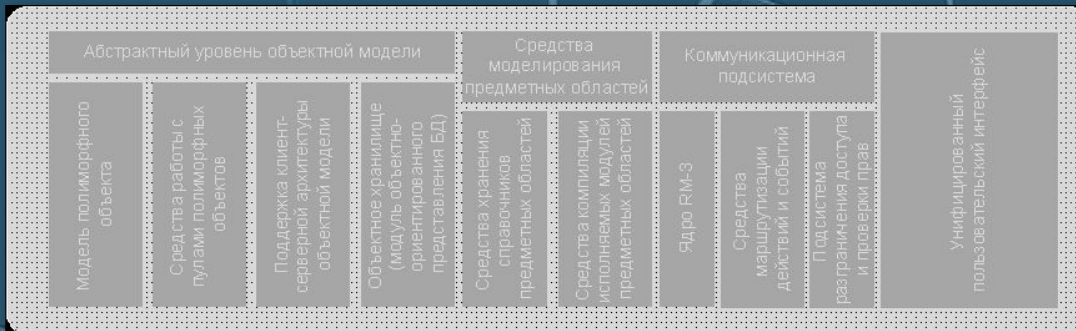 Абстрактный уровень объектной модели
Модель полиморфного
объекта
Средства работы с
пулами полиморфных
объектов
Поддержка клиент-
серверной архитектуры
объектной модели
Объектное хранилище
(модуль объектно-
ориентированного
представления БД)
Средства
моделирования
предметных областей
Средства хранения
справочников
предметных областей
Средства компиляции
исполняемых модулей
предметных областей
Коммуникационная
подсистема
Ядро RM-3
Средства
маршрутизации
действий и событий
Подсистема
разграничения доступа
и проверки прав
Унифицированный
пользовательский интерфейс